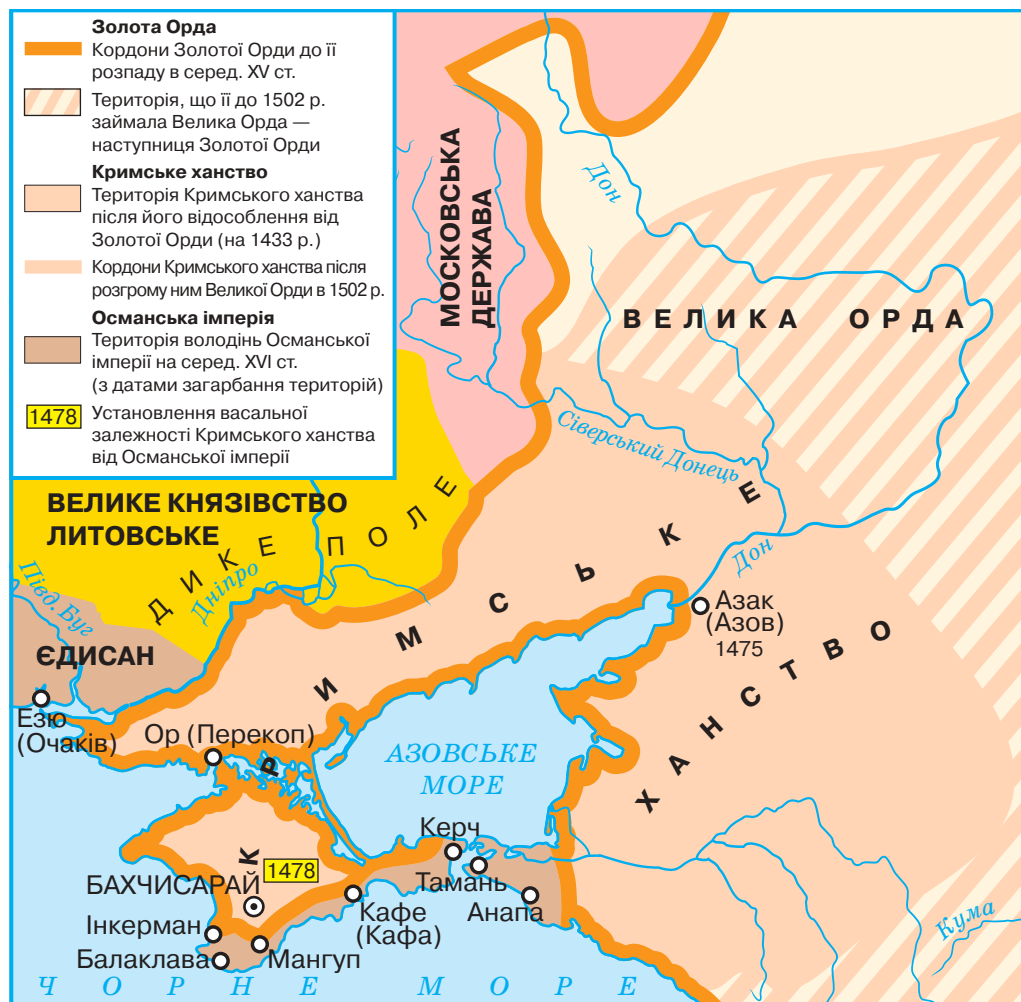 Золота Орда
Кордони Золотої Орди до її
розпаду в серед. XV ст.
Територія, що її до 1502 р.
займала Велика Орда —
наступниця Золотої Орди
Кримське ханство
Територія Кримського ханства
після його відособлення від
Золотої Орди (на 1433 р.)
Кордони Кримського ханства після
розгрому ним Великої Орди в 1502 р.
Османська імперія
Територія володінь Османської
імперії на серед. XVI ст.
(з датами загарбання територій)
1478 Установлення васальної
залежності Кримського ханства
від Османської імперії
МОСКОВСЬКА
ДЕРЖАВА
Дон
ВЕЛИКА ОРДА
Сіверський Донець
ВЕЛИКЕ КНЯЗІВСТВО
ЛИТОВСЬКЕ
ДИКЕ ПОЛЕ
Дніпро
Півд. Буг
Дон
ЄДИСАН
Азак
(Азов)
1475
КРИМСЬКЕ ХАНСТВО
Езю
(Очаків)
Ор (Перекоп)
АЗОВСЬКЕ
МОРЕ
Керч
1478
БАХЧИСАРАЙ
Тамань
Анапа
Кафе
(Кафа)
Інкерман
Балаклава
Мангуп
Кума
ЧОРНЕ МОРЕ